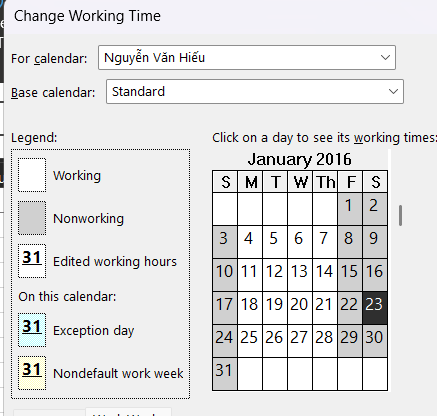 Change Working Time
For calendar: Nguyễn Văn Hiếu
Base calendar: Standard
Legend:
Working
Nonworking
31 Edited working hours
On this calendar:
31 Exception day
31 Nondefault work week
Click on a day to see its working times:
January 2016
S M T W Th F S
1 2
3 4 5 6 7 8 9
10 11 12 13 14 15 16
17 18 19 20 21 22 23
24 25 26 27 28 29 30
31